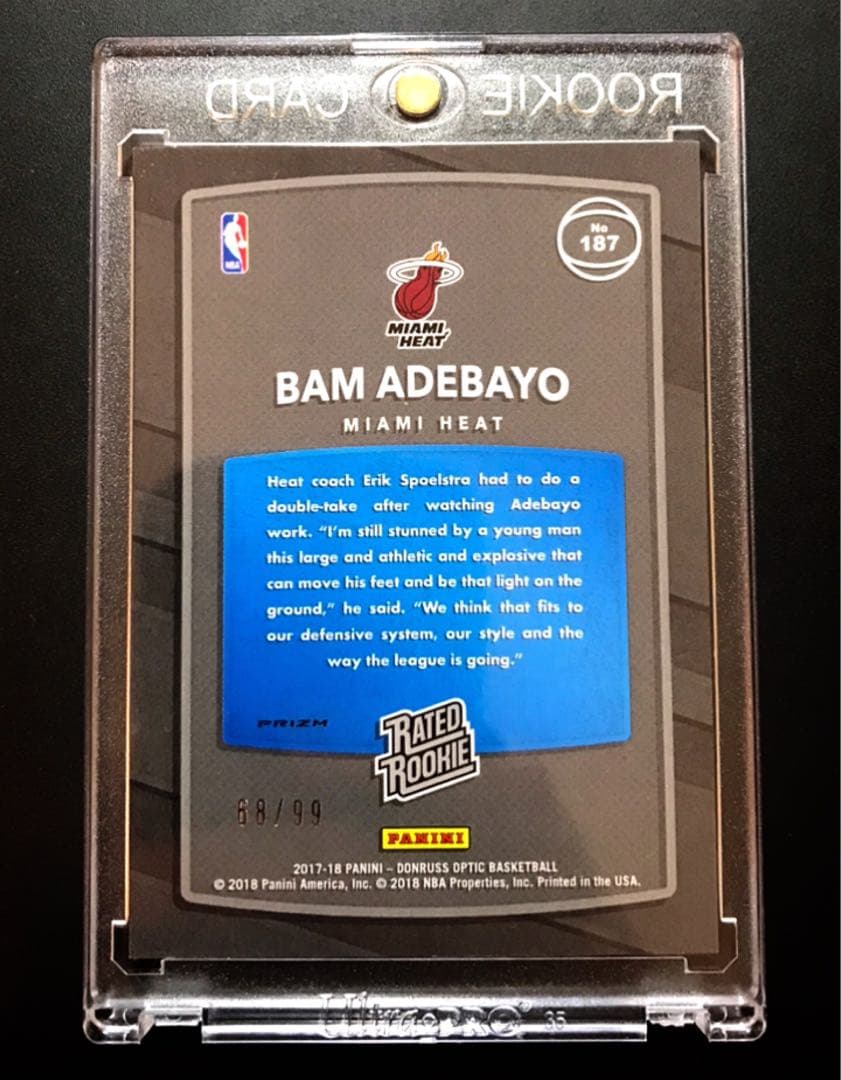 ROOKIE CARD
NBA
No
187
MIAMI
HEAT
BAM ADEBAYO
MIAMI HEAT
Heat coach Erik Spoelstra had to do a
double-take after watching Adebayo
work. “I’m still stunned by a young man
this large and athletic and explosive that
can move his feet and be that light on the
ground,” he said. “We think that fits to
our defensive system, our style and the
way the league is going.”
PRIZM
RATED
ROOKIE
68/99
PANINI
2017-18 PANINI – DONRUSS OPTIC BASKETBALL
© 2018 Panini America, Inc. © 2018 NBA Properties, Inc. Printed in the USA.
Ultra PRO® 35